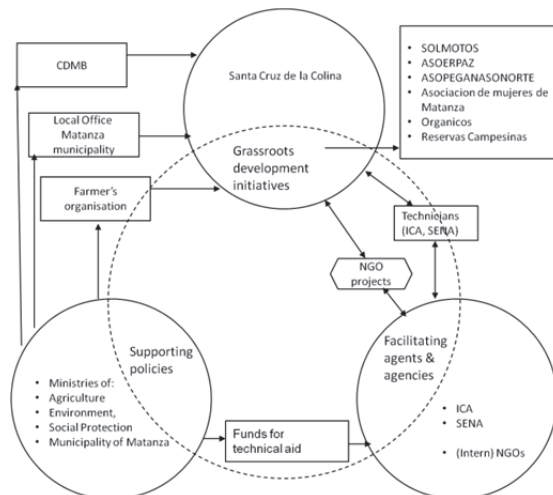 CDMB
Santa Cruz de la Colina
• SOLMOTOS
• ASOERPAZ
• ASOPEGANASONORTE
• Asociacion de mujeres de
Matanza
• Organicos
• Reservas Campesinas
Local Office
Matanza
municipality
Grassroots
development
initiatives
Farmer's
organisation
Technicians
(ICA, SENA)
NGO
projects
Supporting
policies
• Ministries of:
• Agriculture
• Environment,
• Social Protection
• Municipality of Matanza
Funds for
technical aid
Facilitating
agents &
agencies
• ICA
• SENA
• (Intern) NGOs